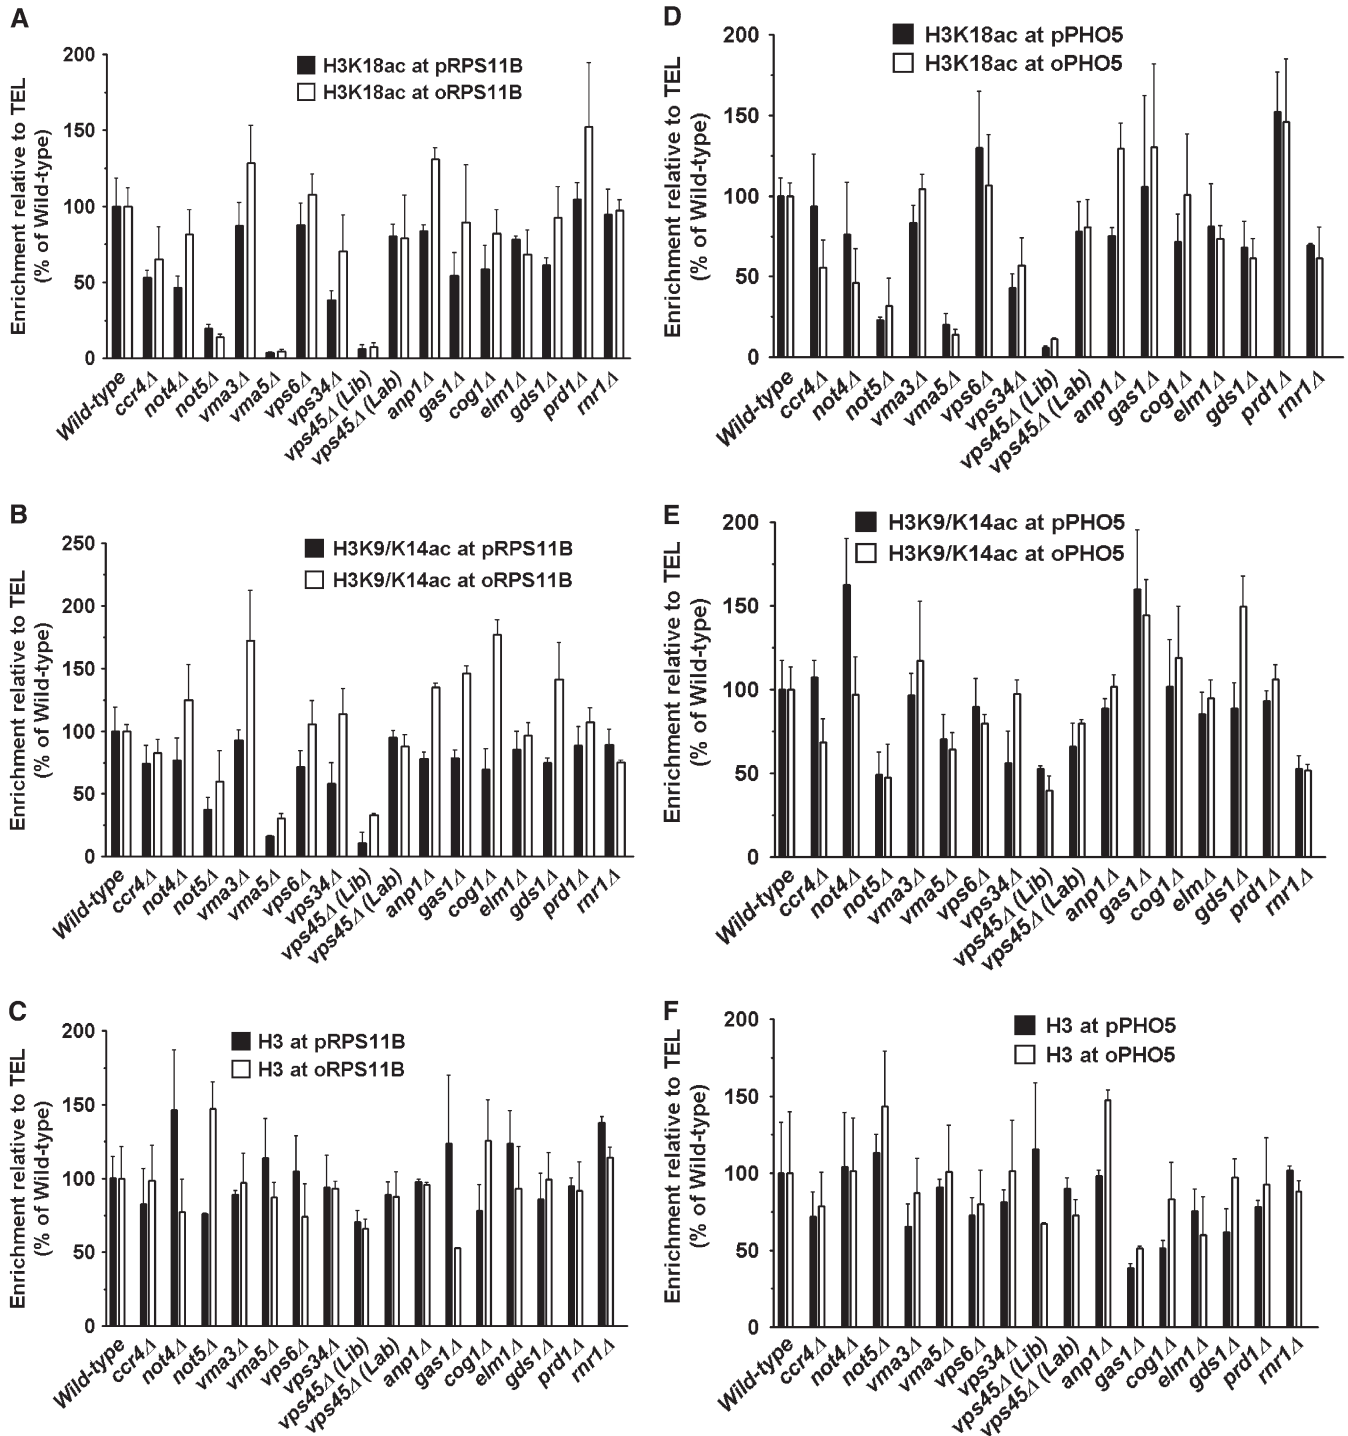 A
Enrichment relative to TEL
(% of Wild-type)
200
150
100
50
0
H3K18ac at pRPS11B
H3K18ac at oRPS11B
Wild-type
ccr4Δ
not4Δ
not5Δ
vma3Δ
vma5Δ
vps6Δ
vps34Δ
vps45Δ (Lib)
vps45Δ (Lab)
anp1Δ
gas1Δ
cog1Δ
elm1Δ
gds1Δ
prd1Δ
rnr1Δ
D
Enrichment relative to TEL
(% of Wild-type)
200
150
100
50
0
H3K18ac at pPHO5
H3K18ac at oPHO5
Wild-type
ccr4Δ
not4Δ
not5Δ
vma3Δ
vma5Δ
vps6Δ
vps34Δ
vps45Δ (Lib)
vps45Δ (Lab)
anp1Δ
gas1Δ
cog1Δ
elm1Δ
gds1Δ
prd1Δ
rnr1Δ
B
Enrichment relative to TEL
(% of Wild-type)
250
200
150
100
50
0
H3K9/K14ac at pRPS11B
H3K9/K14ac at oRPS11B
Wild-type
ccr4Δ
not4Δ
not5Δ
vma3Δ
vma5Δ
vps6Δ
vps34Δ
vps45Δ (Lib)
vps45Δ (Lab)
anp1Δ
gas1Δ
cog1Δ
elm1Δ
gds1Δ
prd1Δ
rnr1Δ
E
Enrichment relative to TEL
(% of Wild-type)
200
150
100
50
0
H3K9/K14ac at pPHO5
H3K9/K14ac at oPHO5
Wild-type
ccr4Δ
not4Δ
not5Δ
vma3Δ
vma5Δ
vps6Δ
vps34Δ
vps45Δ (Lib)
vps45Δ (Lab)
anp1Δ
gas1Δ
cog1Δ
elmΔ
gds1Δ
prd1Δ
rnr1Δ
C
Enrichment relative to TEL
(% of Wild-type)
200
150
100
50
0
H3 at pRPS11B
H3 at oRPS11B
Wild-type
ccr4Δ
not4Δ
not5Δ
vma3Δ
vma5Δ
vps6Δ
vps34Δ
vps45Δ (Lib)
vps45Δ (Lab)
anp1Δ
gas1Δ
cog1Δ
elm1Δ
gds1Δ
prd1Δ
rnr1Δ
F
Enrichment relative to TEL
(% of Wild-type)
200
150
100
50
0
H3 at pPHO5
H3 at oPHO5
Wild-type
ccr4Δ
not4Δ
not5Δ
vma3Δ
vma5Δ
vps6Δ
vps34Δ
vps45Δ (Lib)
vps45Δ (Lab)
anp1Δ
gas1Δ
cog1Δ
elm1Δ
gds1Δ
prd1Δ
rnr1Δ